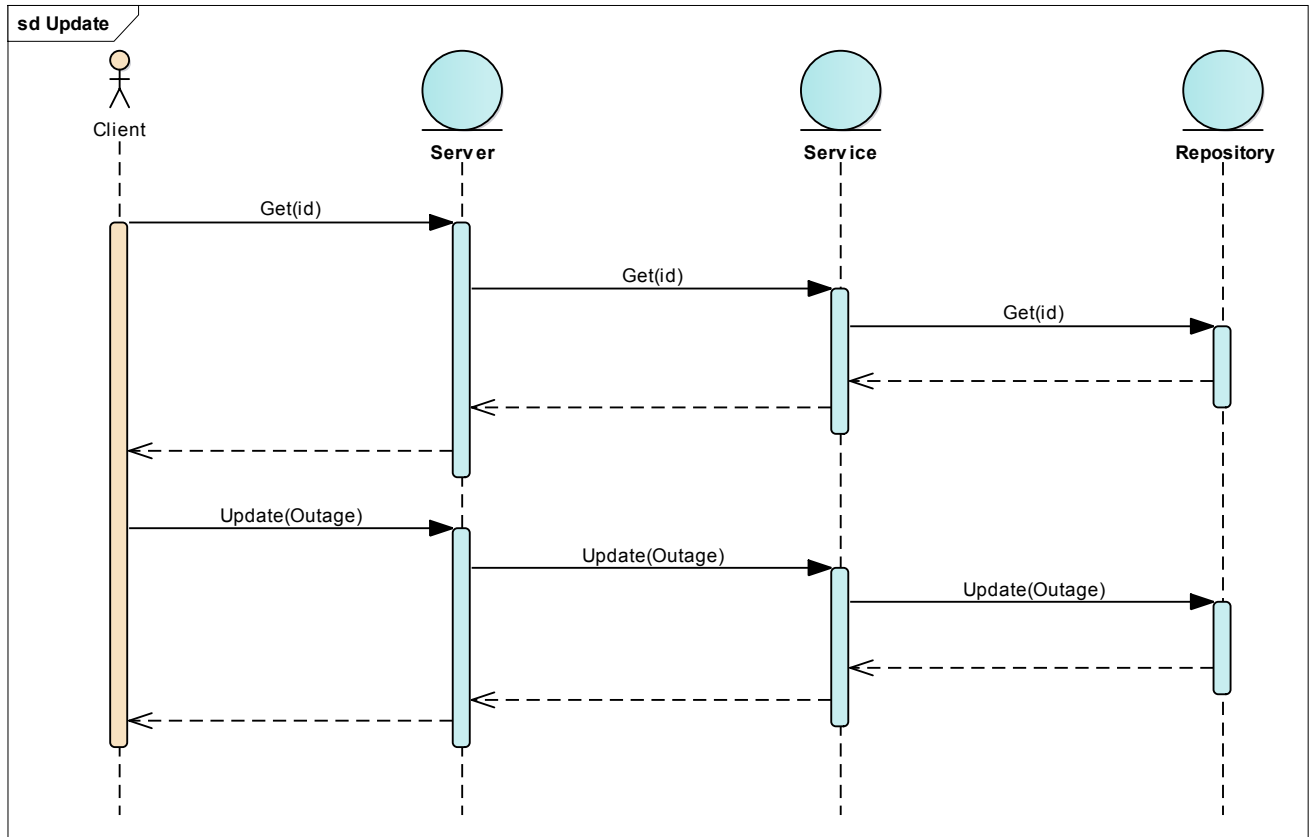 sd Update
Client
Server
Service
Repository
Get(id)
Get(id)
Get(id)
Update(Outage)
Update(Outage)
Update(Outage)